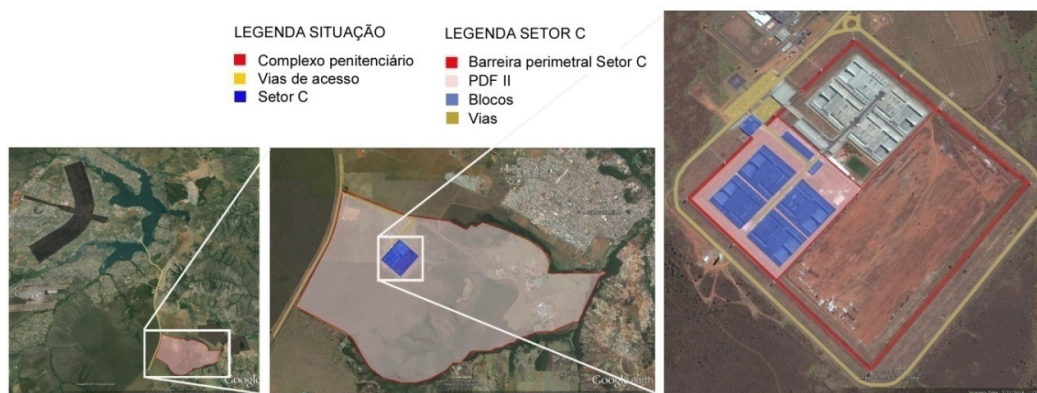 LEGENDA SITUAÇÃO
Complexo penitenciário
Vias de acesso
Setor C
LEGENDA SETOR C
Barreira perimetral Setor C
PDF II
Blocos
Vias
Google
Google earth